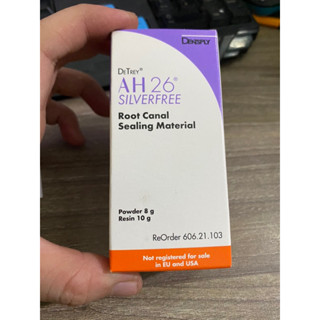 DENTSPLY
DeTrey®
AH 26®
SILVERFREE
Root Canal
Sealing Material
Powder 8 g
Resin 10 g
ReOrder 606.21.103
Not registered for sale
in EU and USA